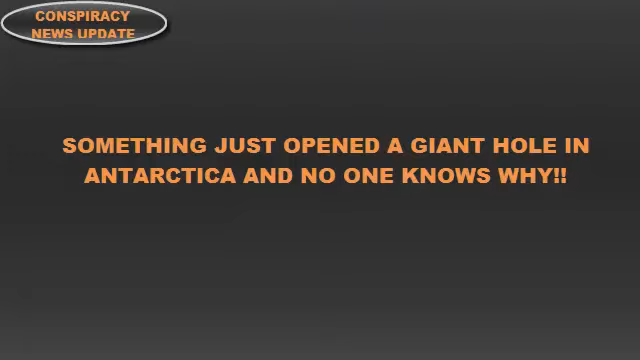 CONSPIRACY
NEWS UPDATE
SOMETHING JUST OPENED A GIANT HOLE IN
ANTARCTICA AND NO ONE KNOWS WHY!!